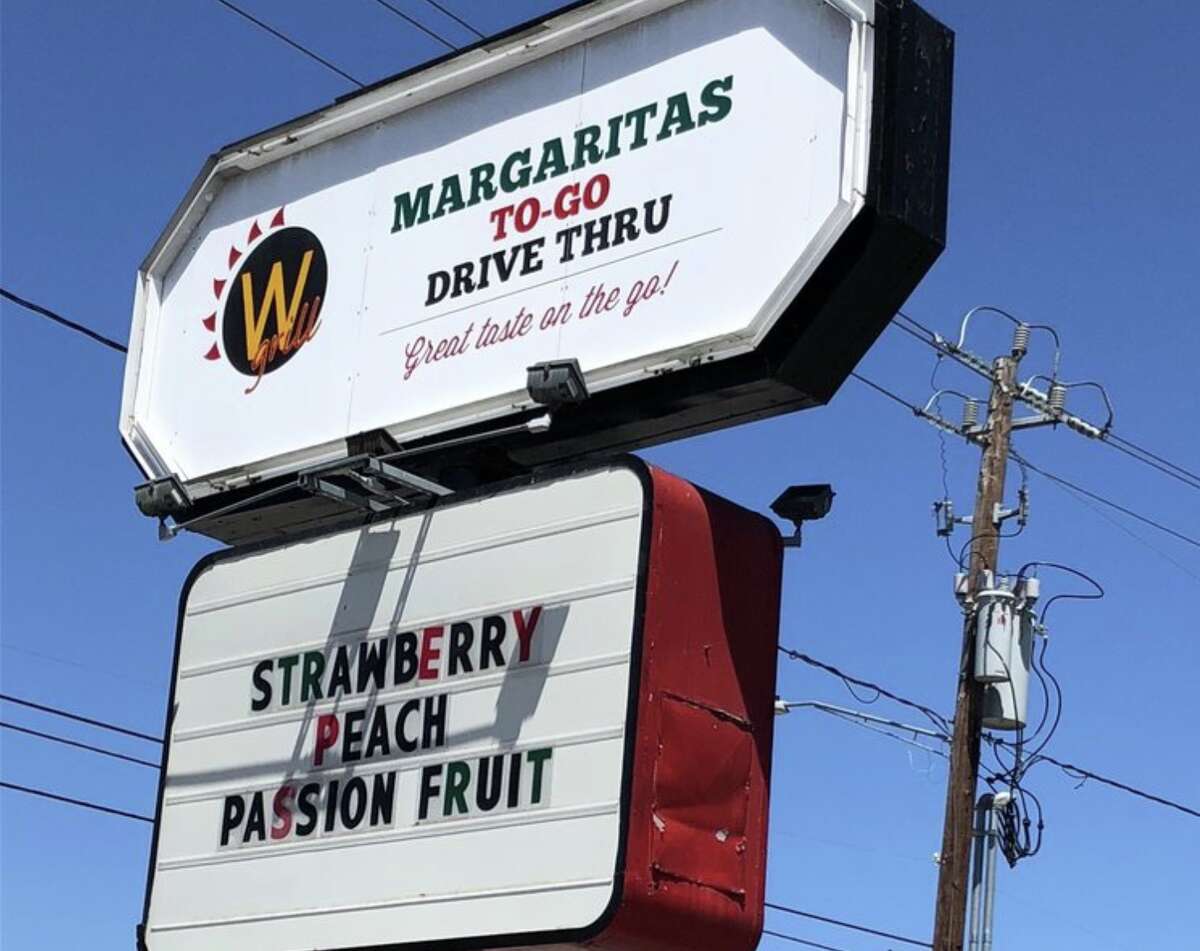 W
grill
MARGARITAS
TO-GO
DRIVE THRU
Great taste on the go!
STRAWBERRY
PEACH
PASSION FRUIT